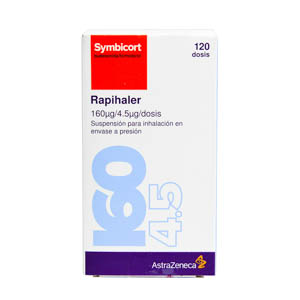 Symbicort
120
dosis
Rapihaler
160µg/4.5µg/dosis
Suspensión para inhalación en
envase a presión
160
4.5
AstraZeneca